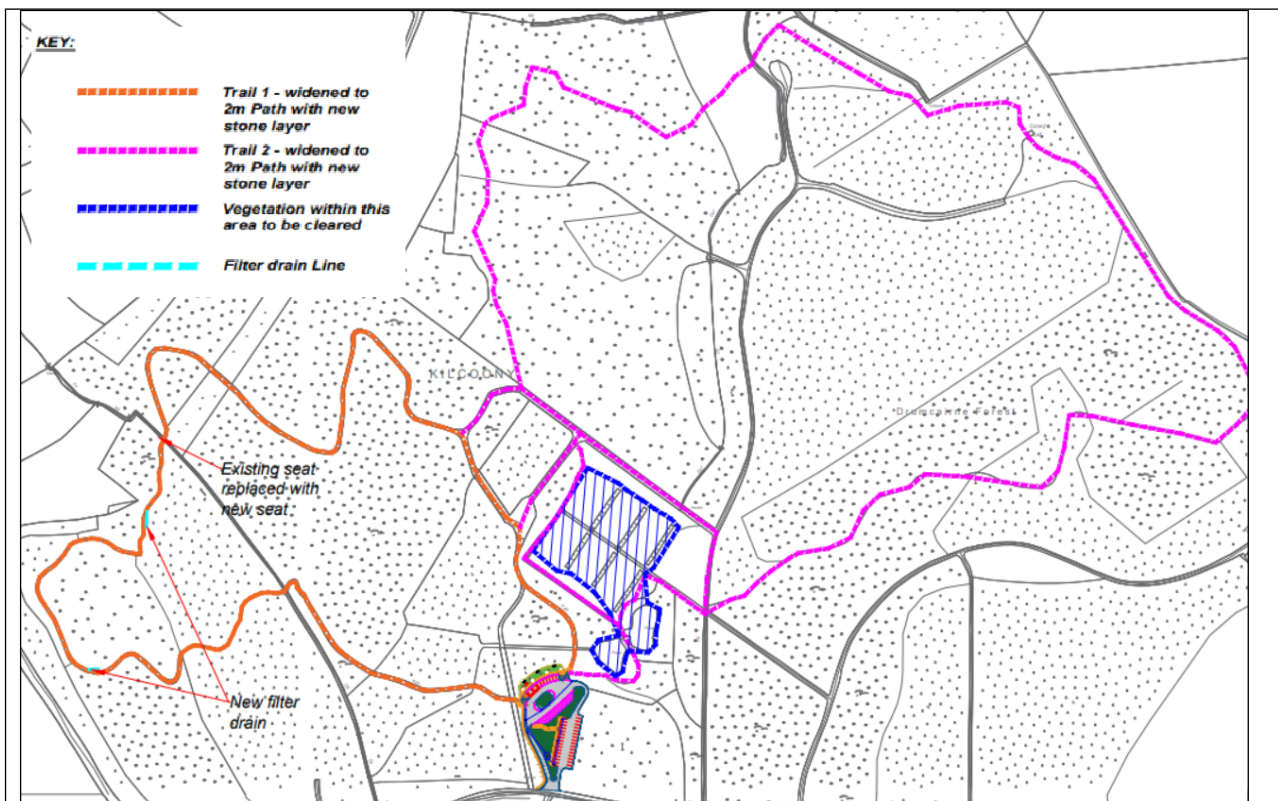 KEY:
Trail 1 - widened to
2m Path with new
stone layer
Trail 2 - widened to
2m Path with new
stone layer
Vegetation within this
area to be cleared
Filter drain Line
KILCOONY
Drumcairne Forest
Existing seat
replaced with
new seat
New filter
drain